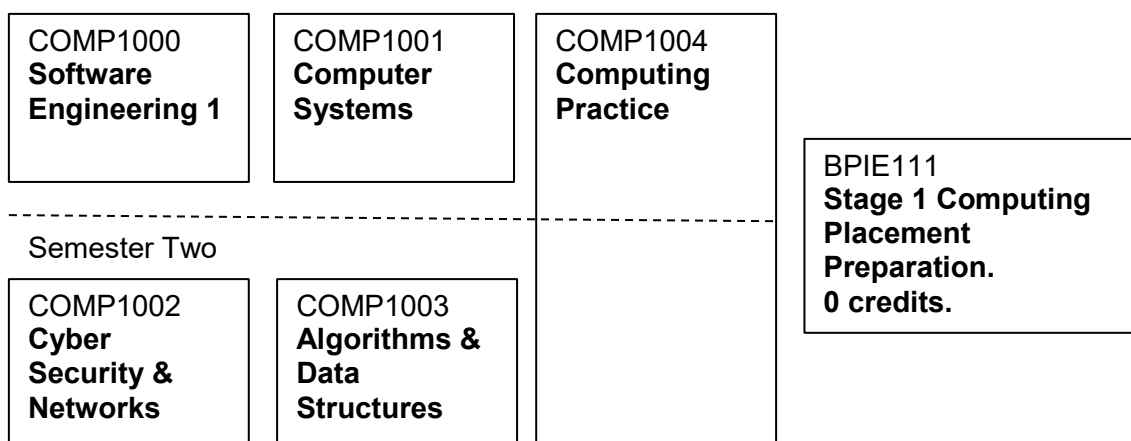 COMP1000
Software
Engineering 1
COMP1001
Computer
Systems
COMP1004
Computing
Practice
BPIE111
Stage 1 Computing
Placement
Preparation.
0 credits.
Semester Two
COMP1002
Cyber
Security &
Networks
COMP1003
Algorithms &
Data
Structures